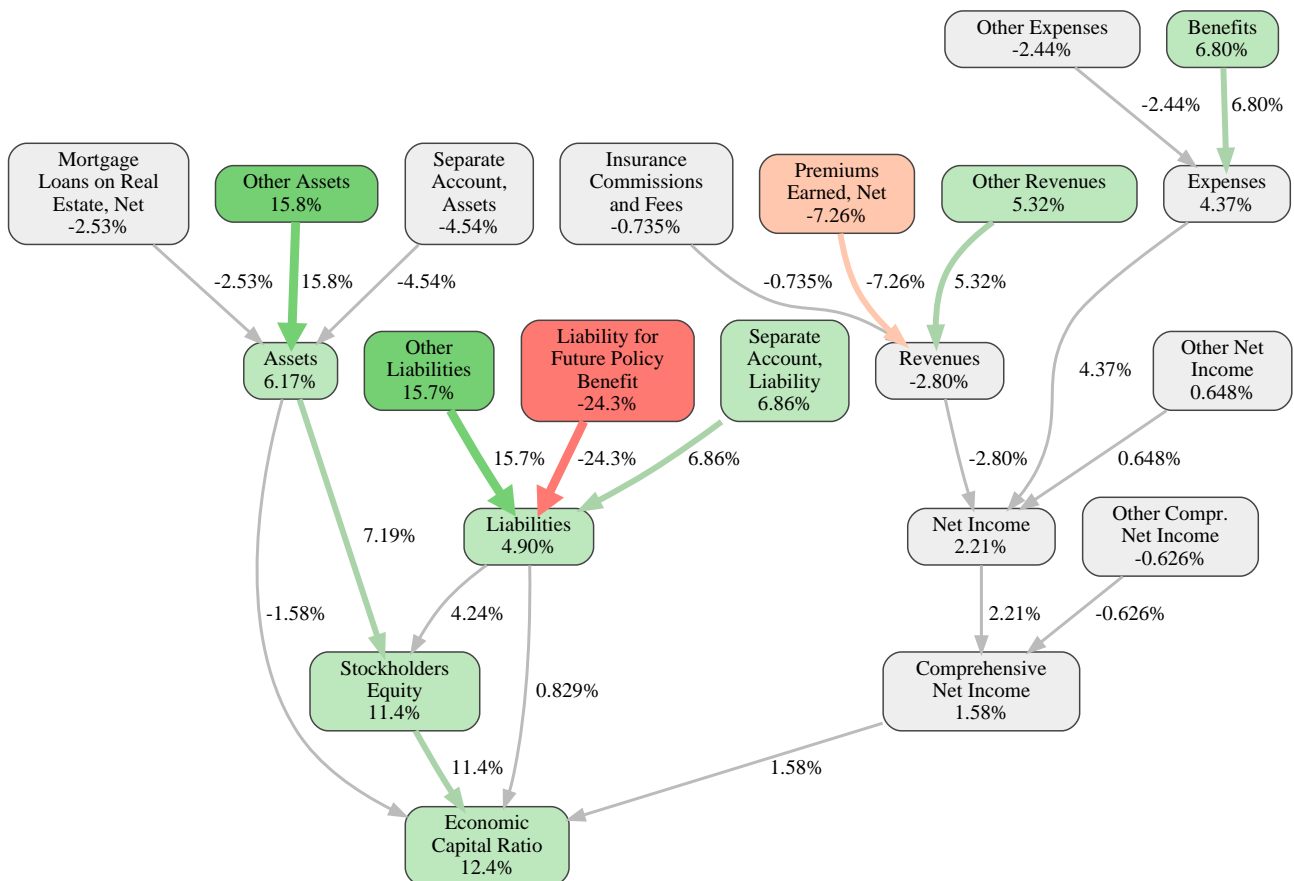 Other Expenses
-2.44%
Benefits
6.80%
-2.44%
6.80%
Mortgage
Loans on Real
Estate, Net
-2.53%
Other Assets
15.8%
Separate
Account,
Assets
-4.54%
Insurance
Commissions
and Fees
-0.735%
Premiums
Earned, Net
-7.26%
Other Revenues
5.32%
Expenses
4.37%
-2.53%
15.8%
-4.54%
-0.735%
-7.26%
5.32%
4.37%
Assets
6.17%
Other
Liabilities
15.7%
Liability for
Future Policy
Benefit
-24.3%
Separate
Account,
Liability
6.86%
Revenues
-2.80%
Other Net
Income
0.648%
15.7%
-24.3%
6.86%
-2.80%
0.648%
7.19%
Liabilities
4.90%
Net Income
2.21%
Other Compr.
Net Income
-0.626%
-1.58%
4.24%
0.829%
2.21%
-0.626%
Stockholders
Equity
11.4%
Comprehensive
Net Income
1.58%
11.4%
1.58%
Economic
Capital Ratio
12.4%